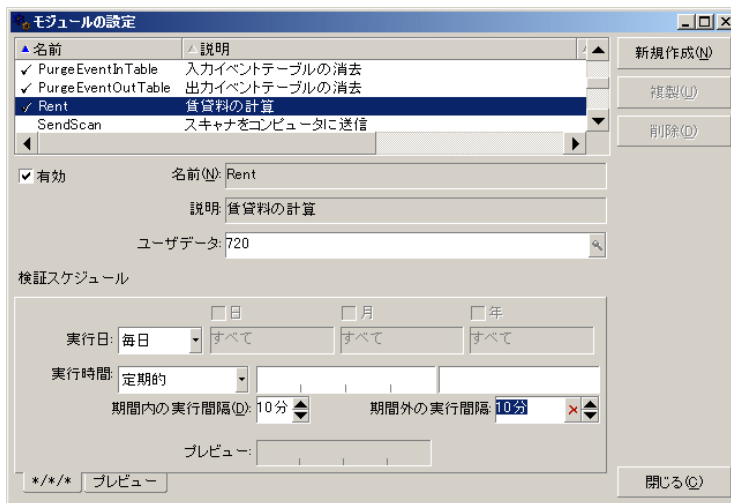 モジュールの設定
名前 説明
✓ PurgeEventInTable 入力イベントテーブルの消去
✓ PurgeEventOutTable 出力イベントテーブルの消去
✓ Rent 賃貸料の計算
SendScan スキャナをコンピュータに送信
新規作成(N)
複製(U)
削除(D)
有効 名前(N): Rent
説明: 賃貸料の計算
ユーザデータ: 720
検証スケジュール
日 月 年
実行日: 毎日 すべて すべて すべて
実行時間: 定期的
期間内の実行間隔(D): 10分 期間外の実行間隔: 10分
プレビュー:
*/*/* プレビュー
閉じる(C)